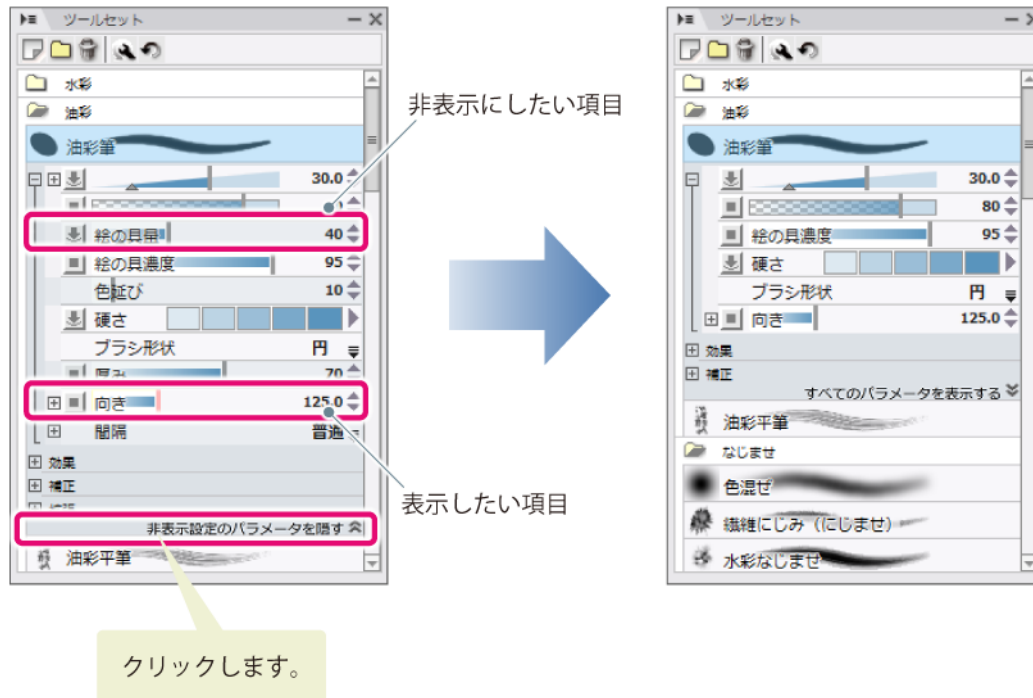 ツールセット
水彩
油彩
油彩筆
30.0
絵の具量 40
絵の具濃度 95
色延び 10
硬さ
ブラシ形状 円
厚み 70
向き 125.0
間隔 普通
効果
補正
非表示設定のパラメータを隠す
油彩平筆
非表示にしたい項目
表示したい項目
クリックします。
ツールセット
水彩
油彩
油彩筆
30.0
80
絵の具濃度 95
硬さ
ブラシ形状 円
向き 125.0
効果
補正
すべてのパラメータを表示する
油彩平筆
なじませ
色混ぜ
繊維にじみ（にじませ）
水彩なじませ